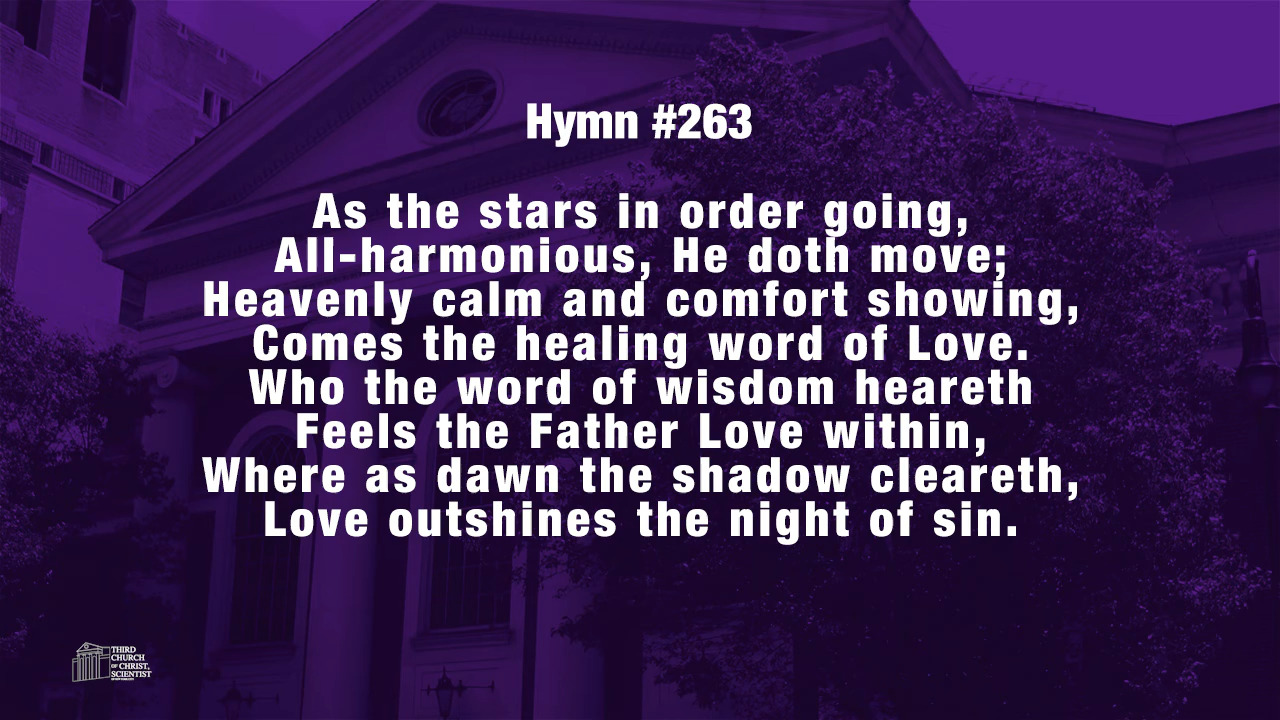 Hymn #263
As the stars in order going,
All-harmonious, He doth move;
Heavenly calm and comfort showing,
Comes the healing word of Love.
Who the word of wisdom heareth
Feels the Father Love within,
Where as dawn the shadow cleareth,
Love outshines the night of sin.
THIRD
CHURCH
OF CHRIST,
SCIENTIST